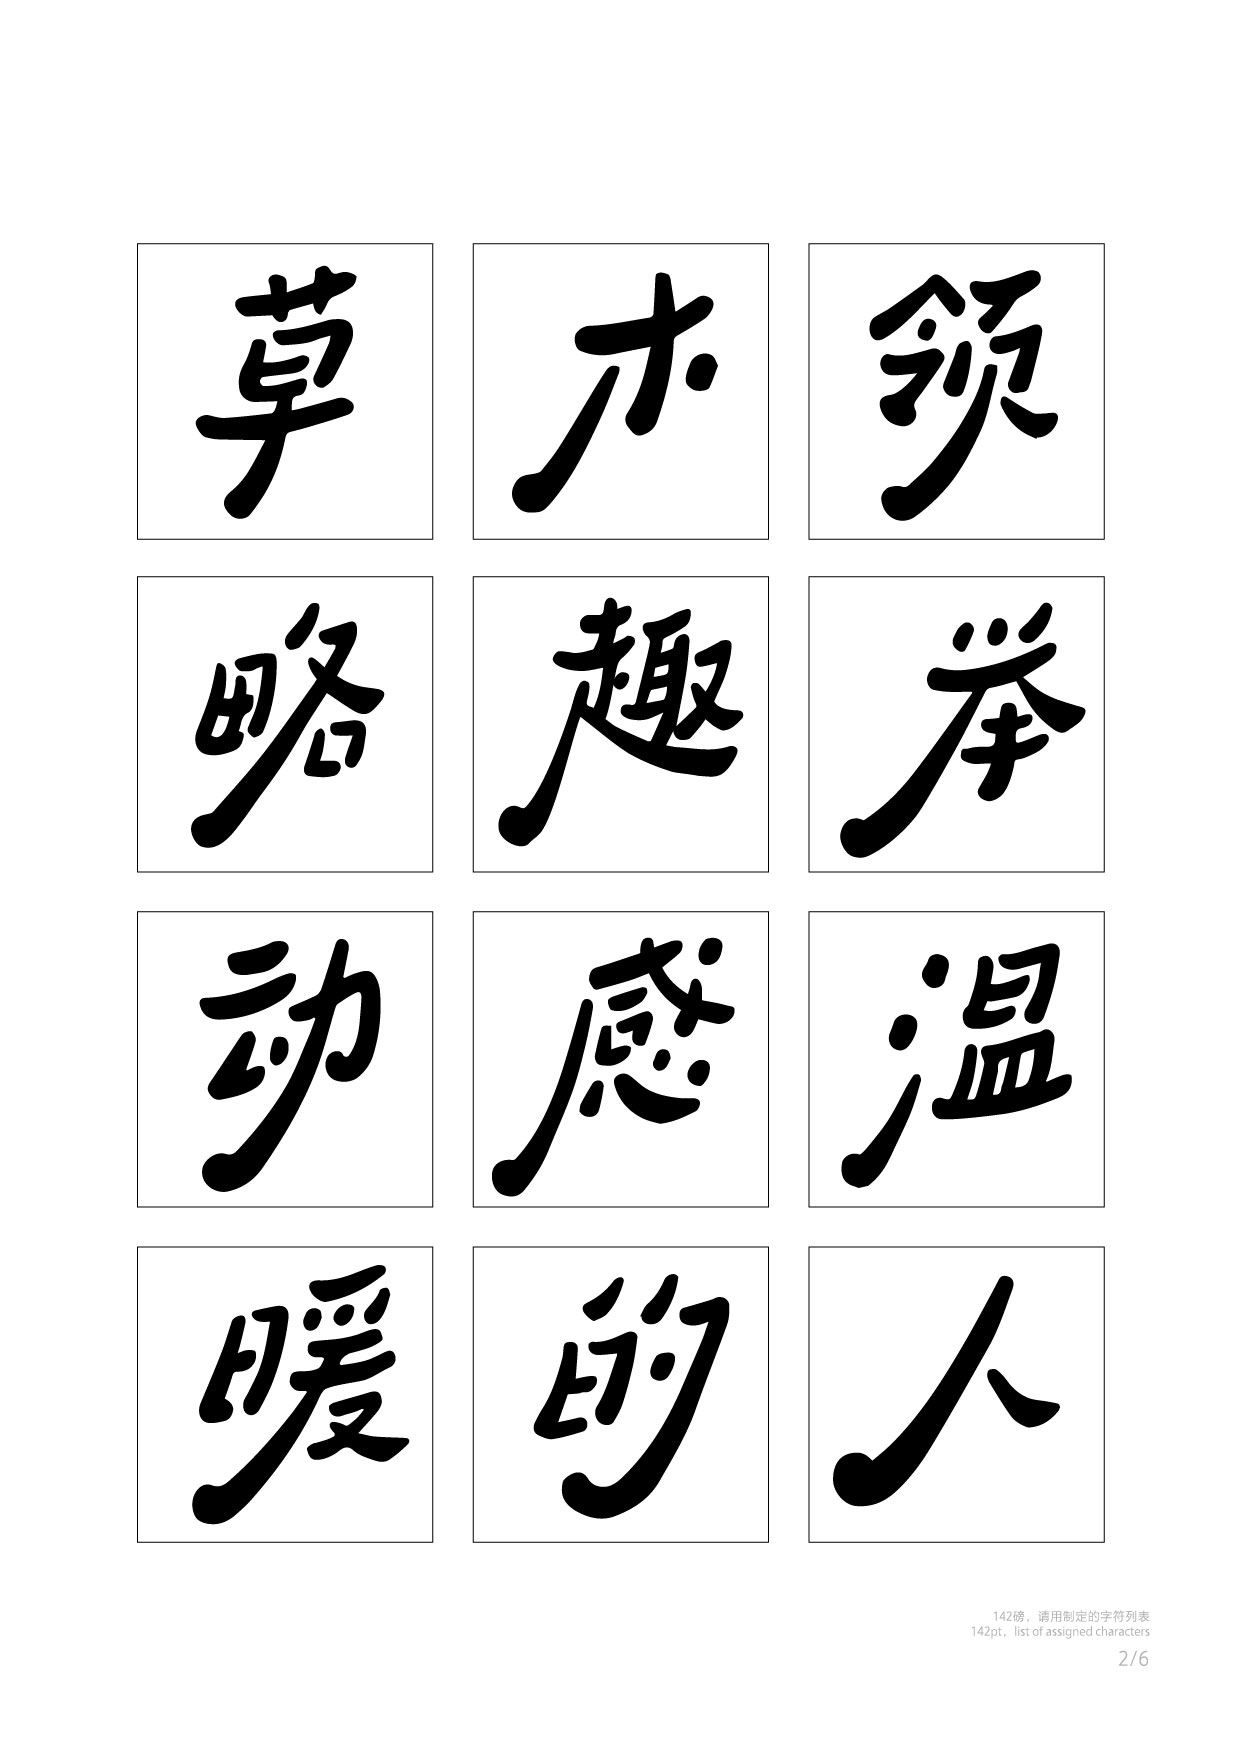 草木领
略趣举
动感温
暖的人
142磅，请用制定的字符列表
142pt，list of assigned characters
2/6